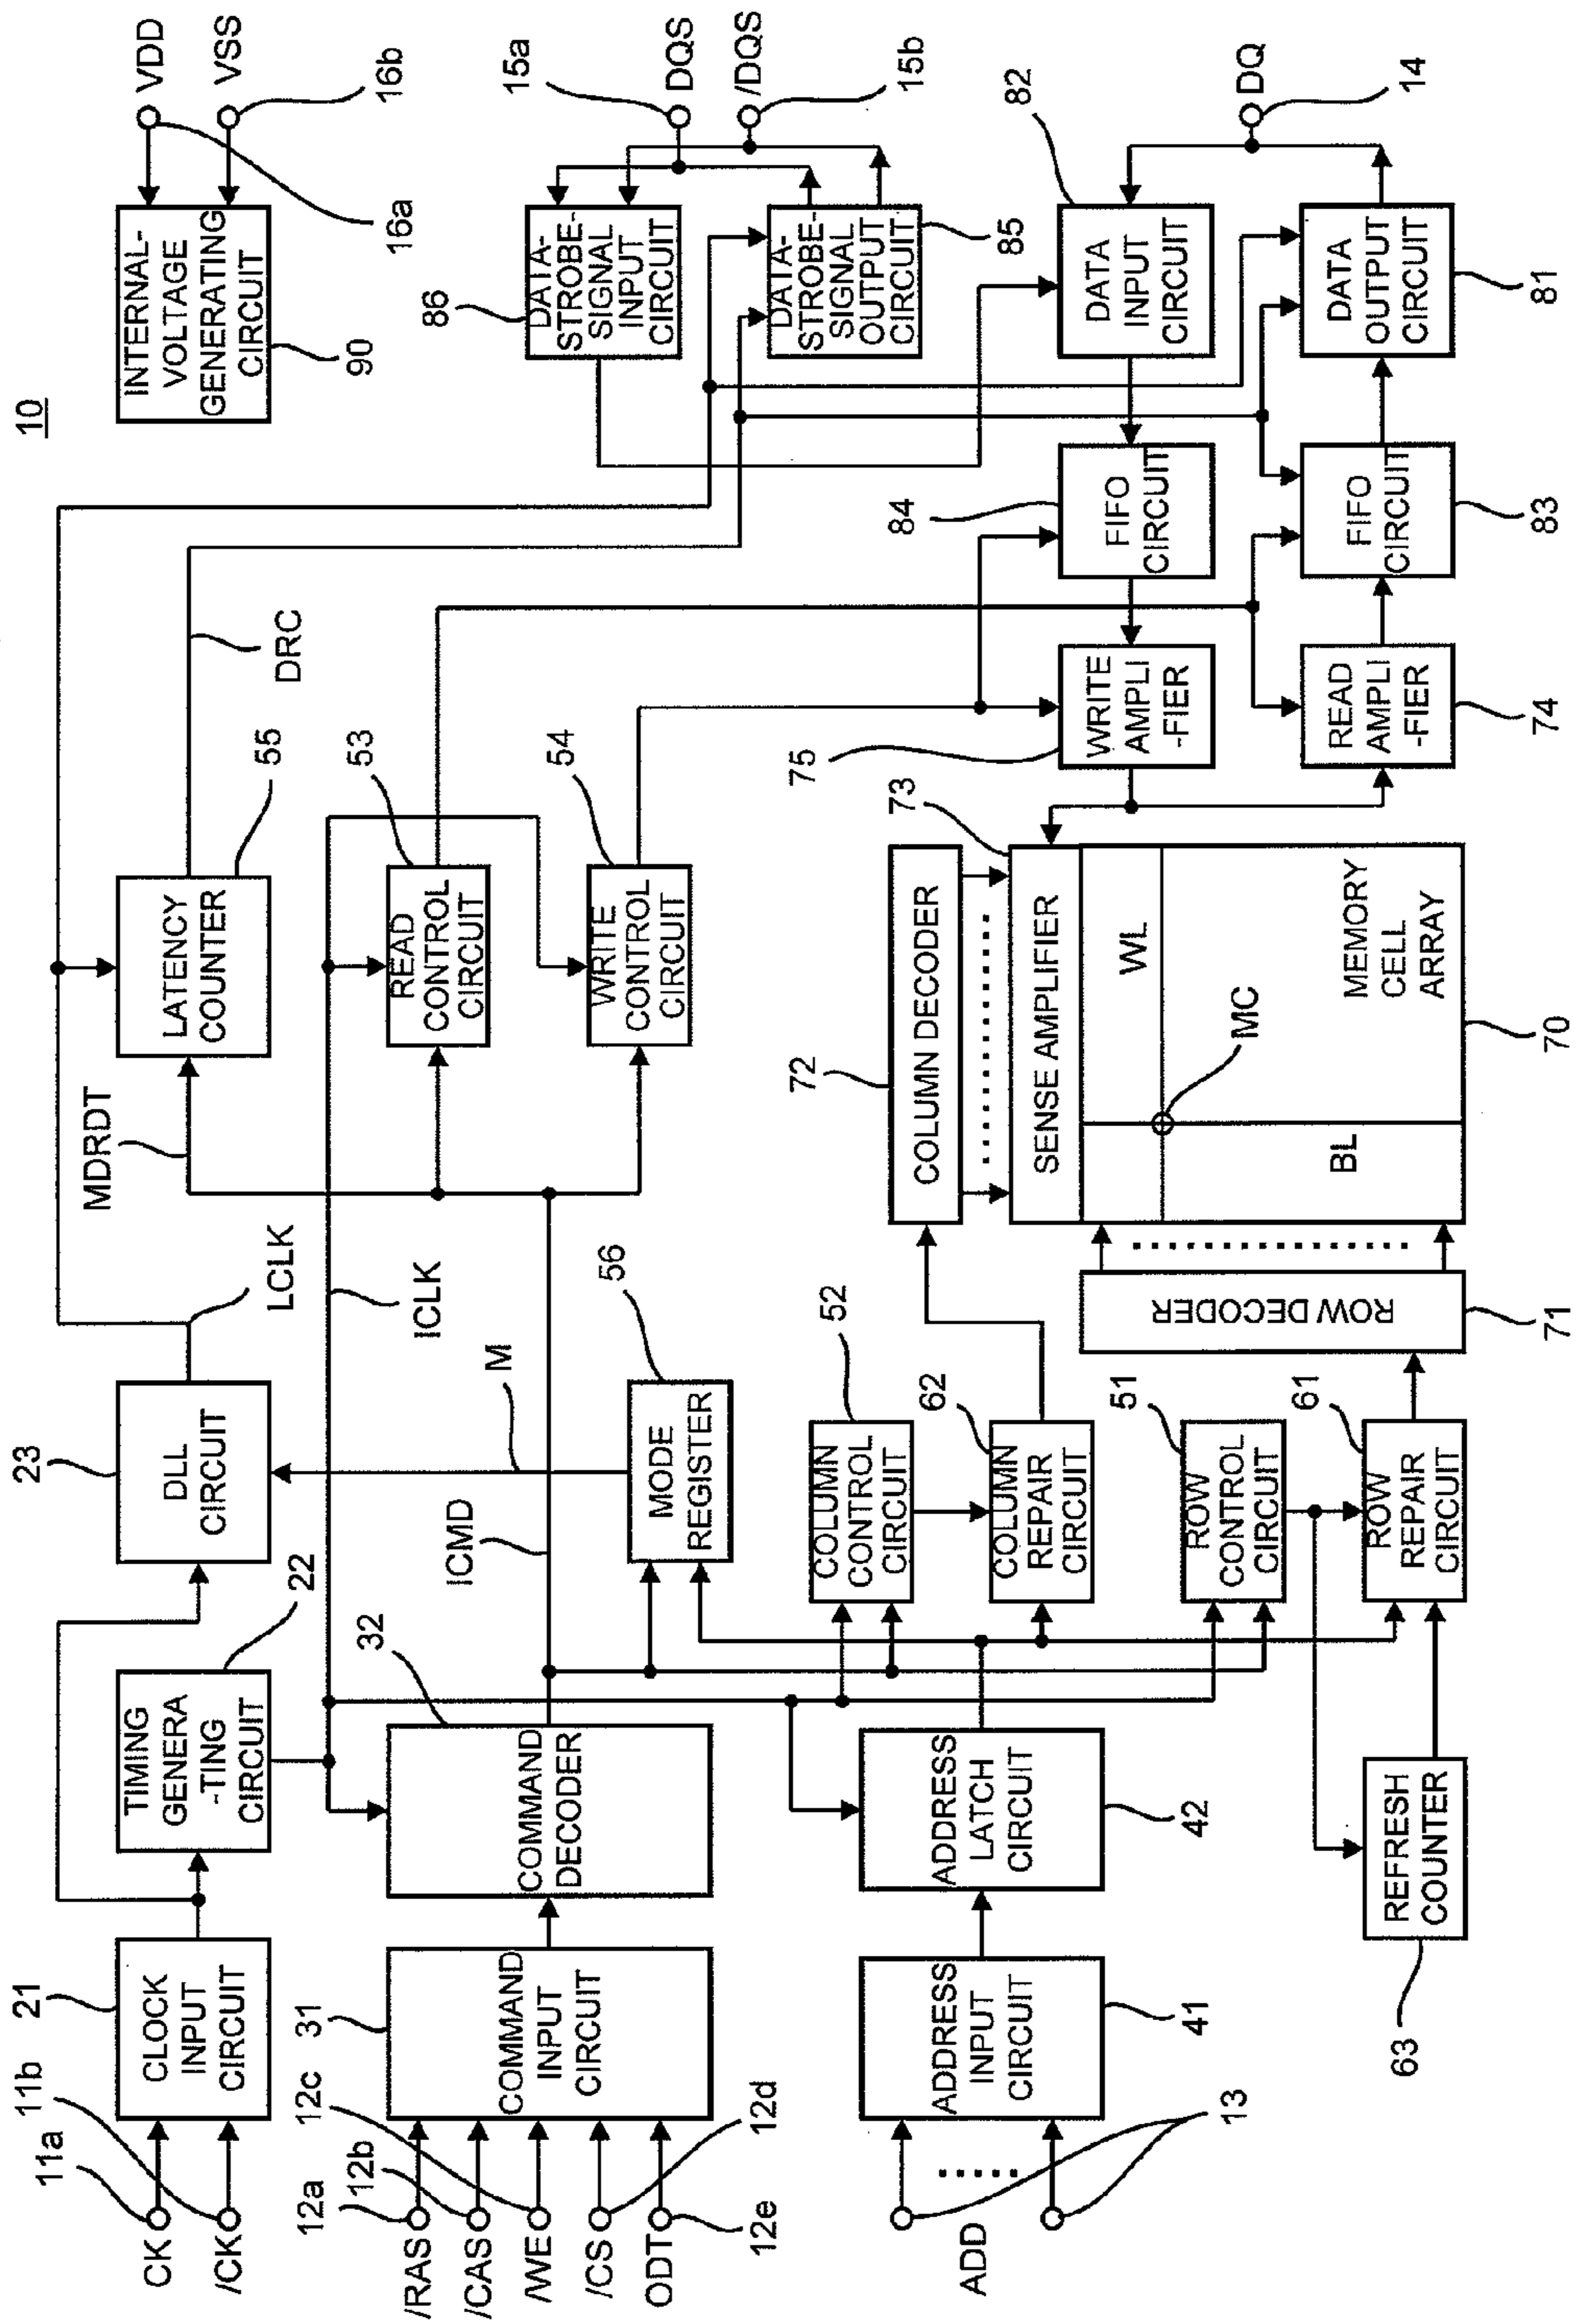 10
CK
11a
/CK
11b
21
CLOCK
INPUT
CIRCUIT
TIMING
GENERA
-TING
CIRCUIT
22
23
DLL
CIRCUIT
LCLK
MDRDT
LATENCY
COUNTER
55
DRC
INTERNAL-
VOLTAGE
GENERATING
CIRCUIT
90
VDD
16a
VSS
16b
/RAS
12a
/CAS
12b
/WE
12c
/CS
12d
ODT
12e
31
COMMAND
INPUT
CIRCUIT
32
COMMAND
DECODER
ICLK
ICMD
M
56
MODE
REGISTER
53
READ
CONTROL
CIRCUIT
54
WRITE
CONTROL
CIRCUIT
86
DATA-
STROBE-
SIGNAL
INPUT
CIRCUIT
DATA-
STROBE-
SIGNAL
OUTPUT
CIRCUIT
85
15a
DQS
/DQS
15b
ADD
13
ADDRESS
INPUT
CIRCUIT
41
ADDRESS
LATCH
CIRCUIT
42
52
COLUMN
CONTROL
CIRCUIT
62
COLUMN
REPAIR
CIRCUIT
51
ROW
CONTROL
CIRCUIT
61
ROW
REPAIR
CIRCUIT
REFRESH
COUNTER
63
72
COLUMN DECODER
73
SENSE AMPLIFIER
WL
MC
BL
MEMORY
CELL
ARRAY
70
ROW DECODER
71
75
WRITE
AMPLI
-FIER
READ
AMPLI
-FIER
74
84
FIFO
CIRCUIT
FIFO
CIRCUIT
83
82
DATA
INPUT
CIRCUIT
DATA
OUTPUT
CIRCUIT
81
DQ
14